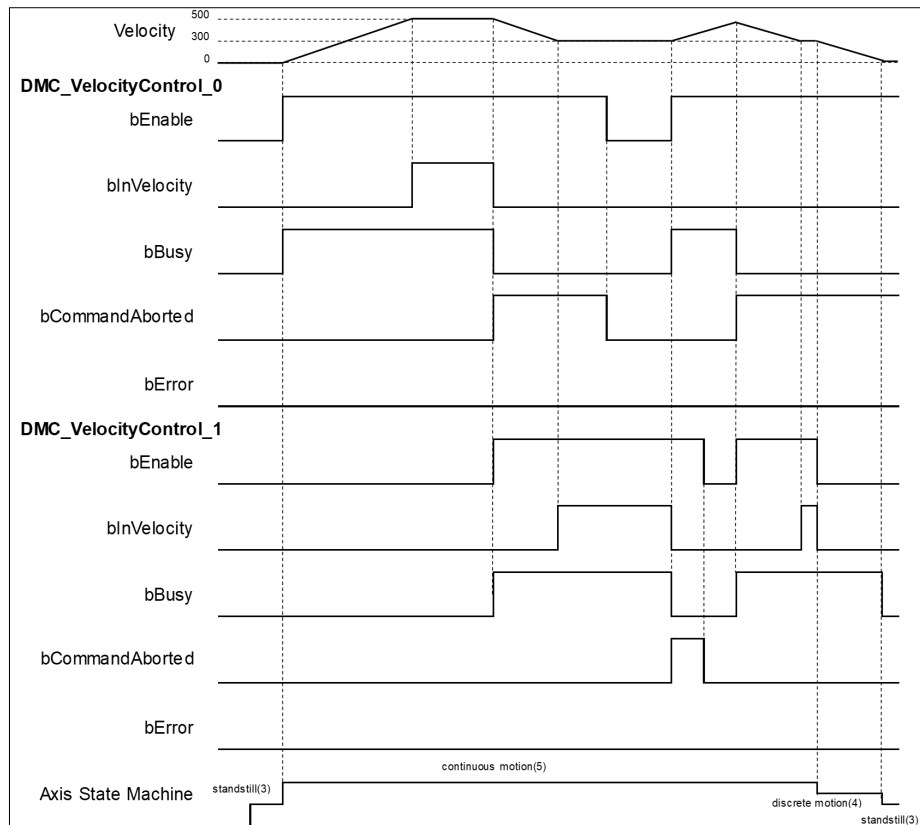 500
Velocity
300
0
DMC_VelocityControl_0
bEnable
bInVelocity
bBusy
bCommandAborted
bError
DMC_VelocityControl_1
bEnable
bInVelocity
bBusy
bCommandAborted
bError
continuous motion(5)
Axis State Machine
standstill(3)
discrete motion(4)
standstill(3)